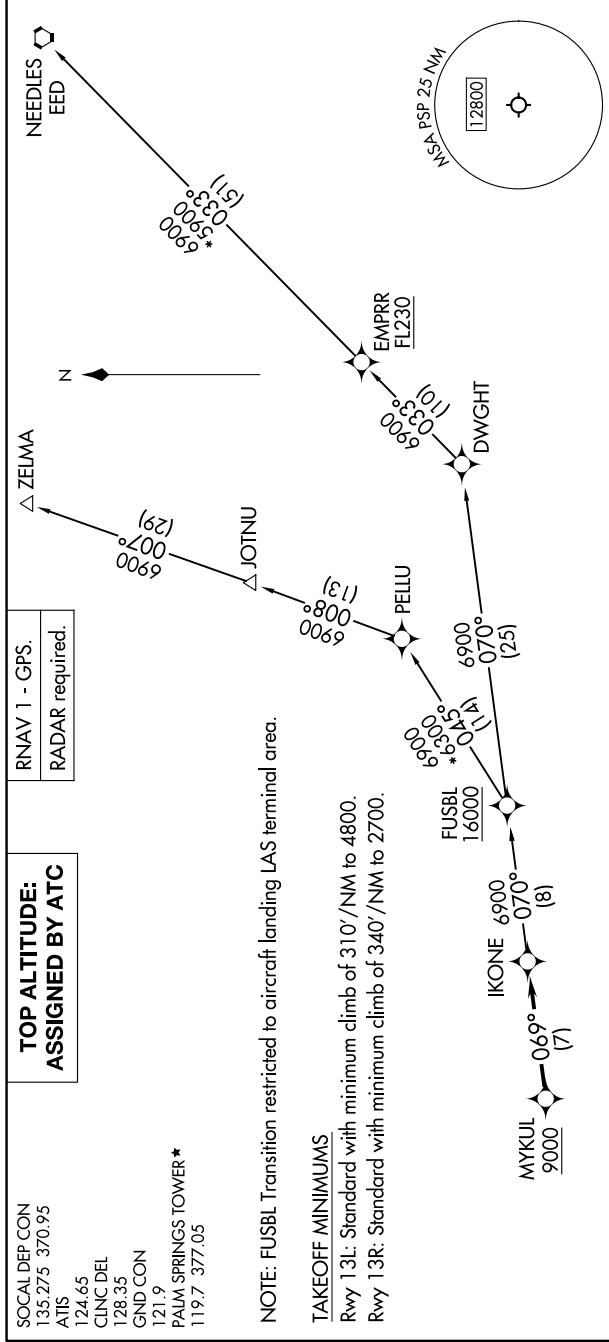 SOCAL DEP CON
135.275 370.95
ATIS
124.65
CLNC DEL
128.35
GND CON
121.9
PALM SPRINGS TOWER★
119.7 377.05
TOP ALTITUDE:
ASSIGNED BY ATC
RNAV 1 - GPS.
RADAR required.
NOTE: FUSBL Transition restricted to aircraft landing LAS terminal area.
TAKEOFF MINIMUMS
Rwy 13L: Standard with minimum climb of 310'/NM to 4800.
Rwy 13R: Standard with minimum climb of 340'/NM to 2700.
ZELMA
6900
007°
(29)
JOTNU
6900
008°
(13)
PELLU
6900
*6300
045°
(14)
N
NEEDLES
EED
6900
*5900
033°
(51)
EMPRR
FL230
6900
033°
(10)
DWGHT
6900
070°
(25)
FUSBL
16000
6900
070°
(8)
IKONE
069°
(7)
MYKUL
9000
MSA PSP 25 NM
12800